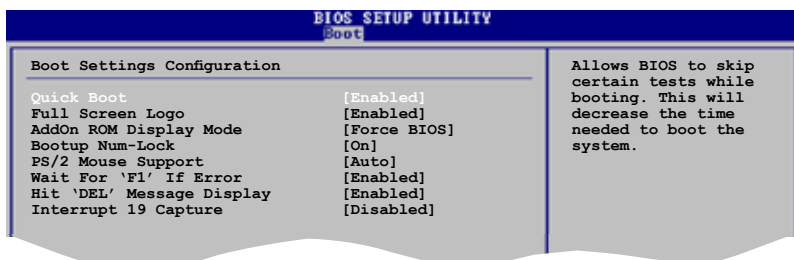 BIOS SETUP UTILITY
Boot
Boot Settings Configuration
Quick Boot [Enabled]
Full Screen Logo [Enabled]
AddOn ROM Display Mode [Force BIOS]
Bootup Num-Lock [On]
PS/2 Mouse Support [Auto]
Wait For ‘F1’ If Error [Enabled]
Hit ‘DEL’ Message Display [Enabled]
Interrupt 19 Capture [Disabled]
Allows BIOS to skip
certain tests while
booting. This will
decrease the time
needed to boot the
system.